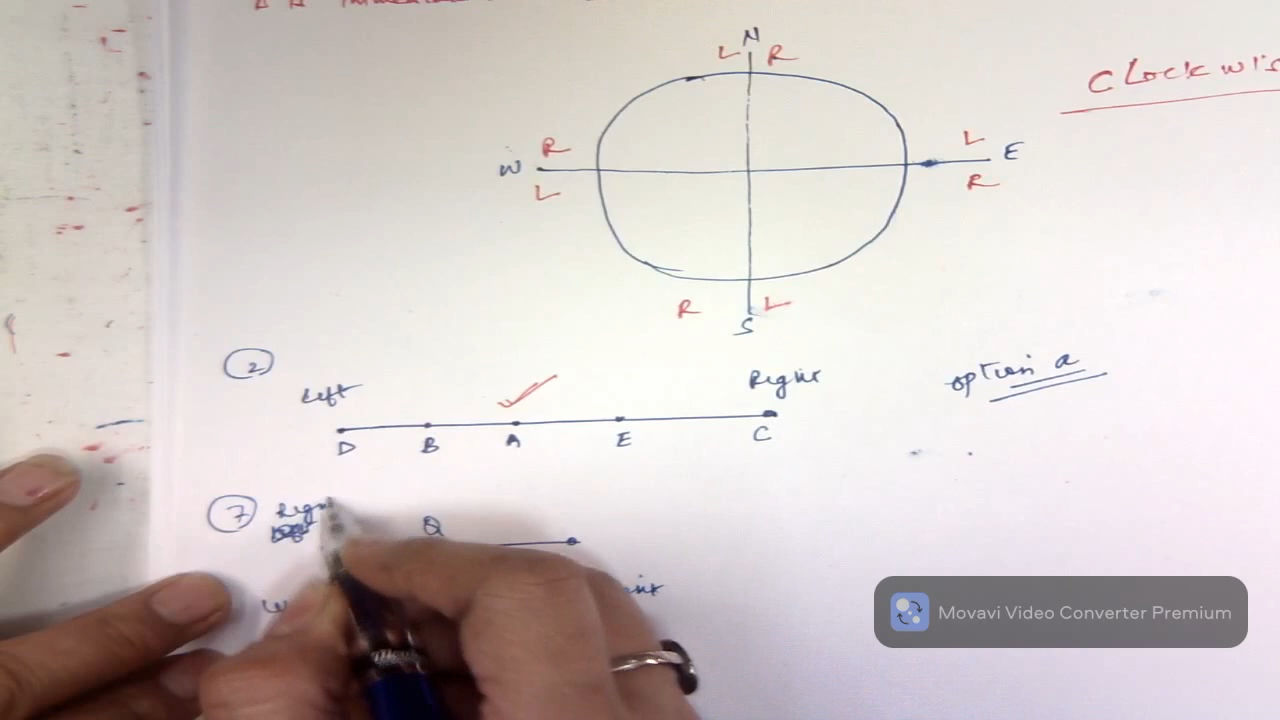 N
L R
Clockwis
R L
W E
L R
R L
S
2
Left Right option a
D B A E C
7 Q
Movavi Video Converter Premium